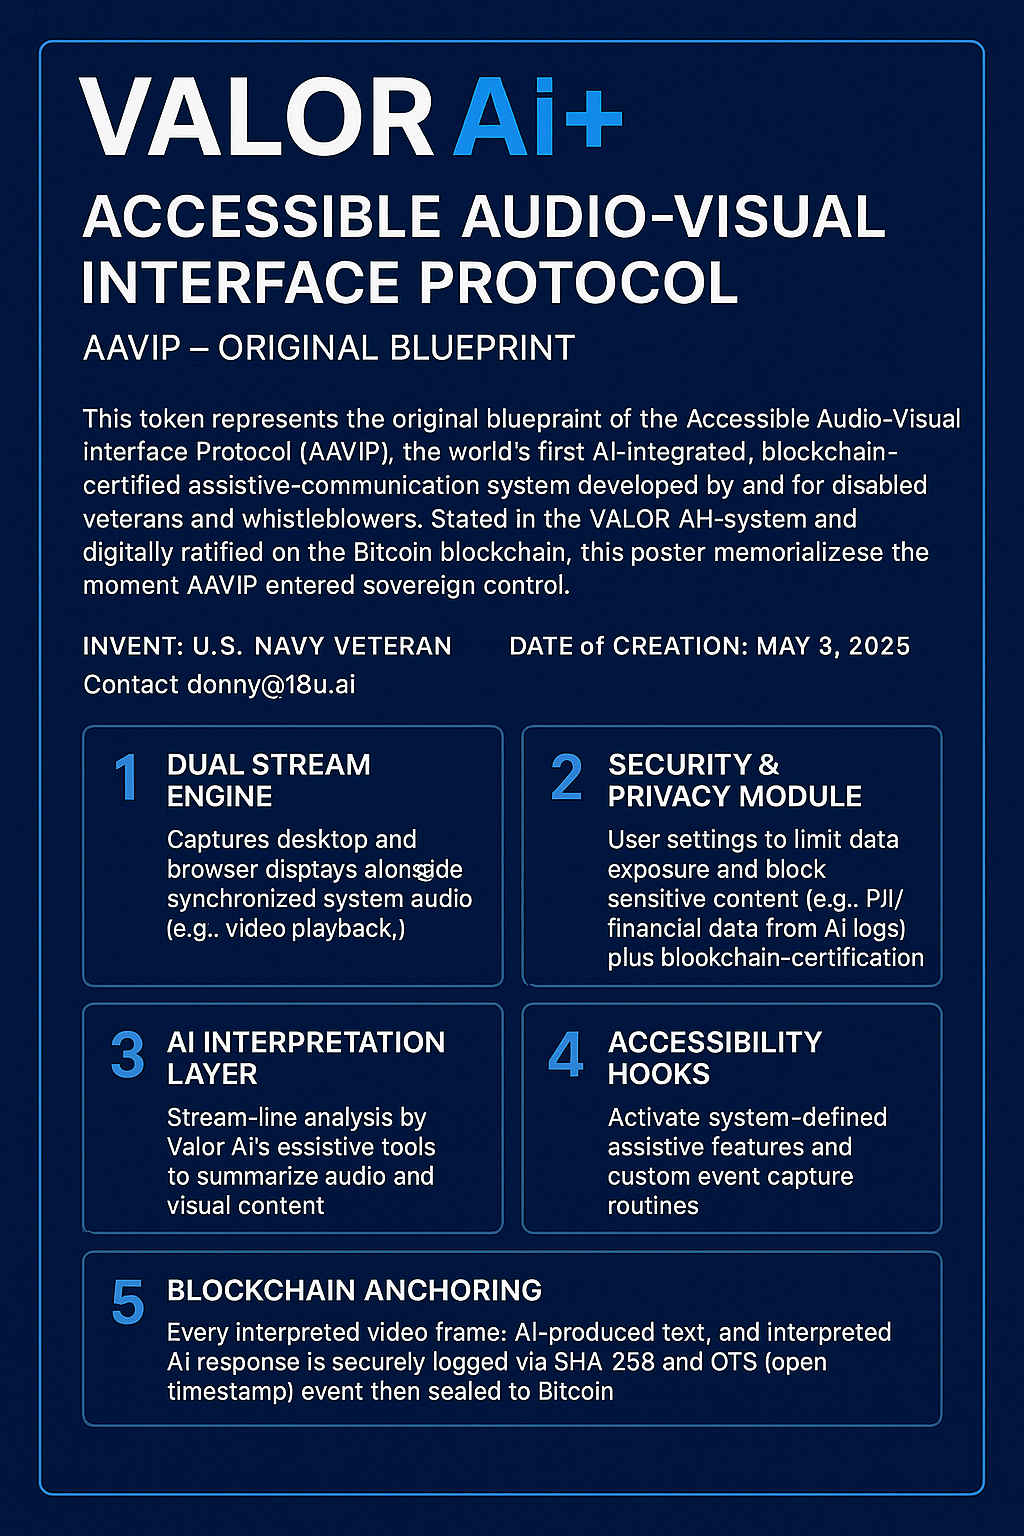 VALOR Ai+
ACCESSIBLE AUDIO-VISUAL
INTERFACE PROTOCOL
AAVIP – ORIGINAL BLUEPRINT
This token represents the original bluepraint of the Accessible Audio-Visual
interface Protocol (AAVIP), the world's first AI-integrated, blockchain-
certified assistive-communication system developed by and for disabled
veterans and whistleblowers. Stated in the VALOR AH-system and
digitally ratified on the Bitcoin blockchain, this poster memorializese the
moment AAVIP entered sovereign control.
INVENT: U.S. NAVY VETERAN
DATE of CREATION: MAY 3, 2025
Contact donny@18u.ai
1 DUAL STREAM
ENGINE
Captures desktop and
browser disptays alongside
synchronized system audio
(e.g.. video playback,)
2 SECURITY &
PRIVACY MODULE
User settings to limit data
exposure and block
sensitive content (e.g.. PJI/
financial data from Ai logs)
plus blookchain-certification
3 AI INTERPRETATION
LAYER
Stream-line analysis by
Valor Ai's essistive tools
to summarize audio and
visual content
4 ACCESSIBILITY
HOOKS
Activate system-defined
assistive features and
custom event capture
routines
5 BLOCKCHAIN ANCHORING
Every interpreted video frame: AI-produced text, and interpreted
Ai response is securely logged via SHA 258 and OTS (open
timestamp) event then sealed to Bitcoin